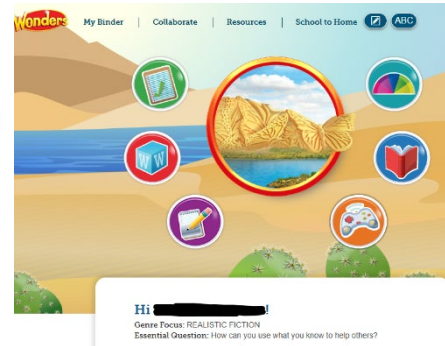 Wonders
My Binder | Collaborate | Resources | School to Home ABC
W W
Hi !
Genre Focus: REALISTIC FICTION
Essential Question: How can you use what you know to help others?